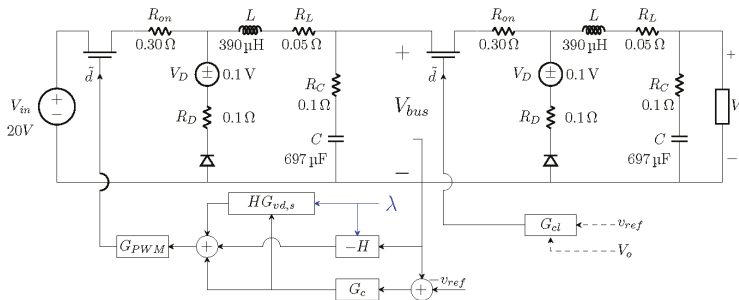 R_on
0.30 Ω
L
390 µH
R_L
0.05 Ω
d̃
V_D
0.1 V
R_D
0.1 Ω
R_C
0.1 Ω
C
697 µF
V_in
20V
+
−
+
V_bus
−
R_on
0.30 Ω
L
390 µH
R_L
0.05 Ω
d̃
V_D
0.1 V
R_D
0.1 Ω
R_C
0.1 Ω
C
697 µF
+
V
−
HG_vd,s
λ
G_PWM
+
−H
G_c
+
−v_ref
G_cl
v_ref
V_o